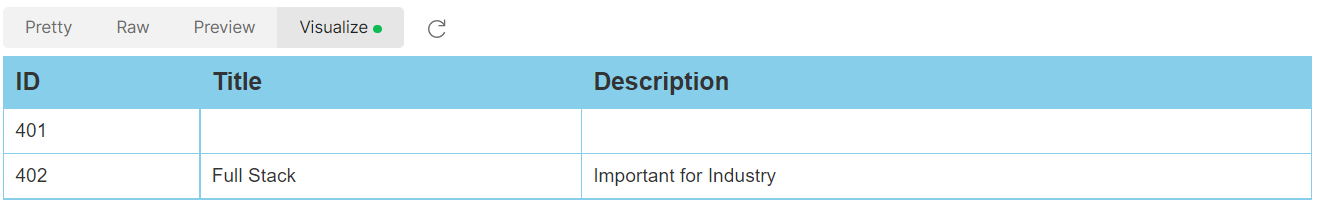 Pretty Raw Preview Visualize
ID Title Description
401
402 Full Stack Important for Industry